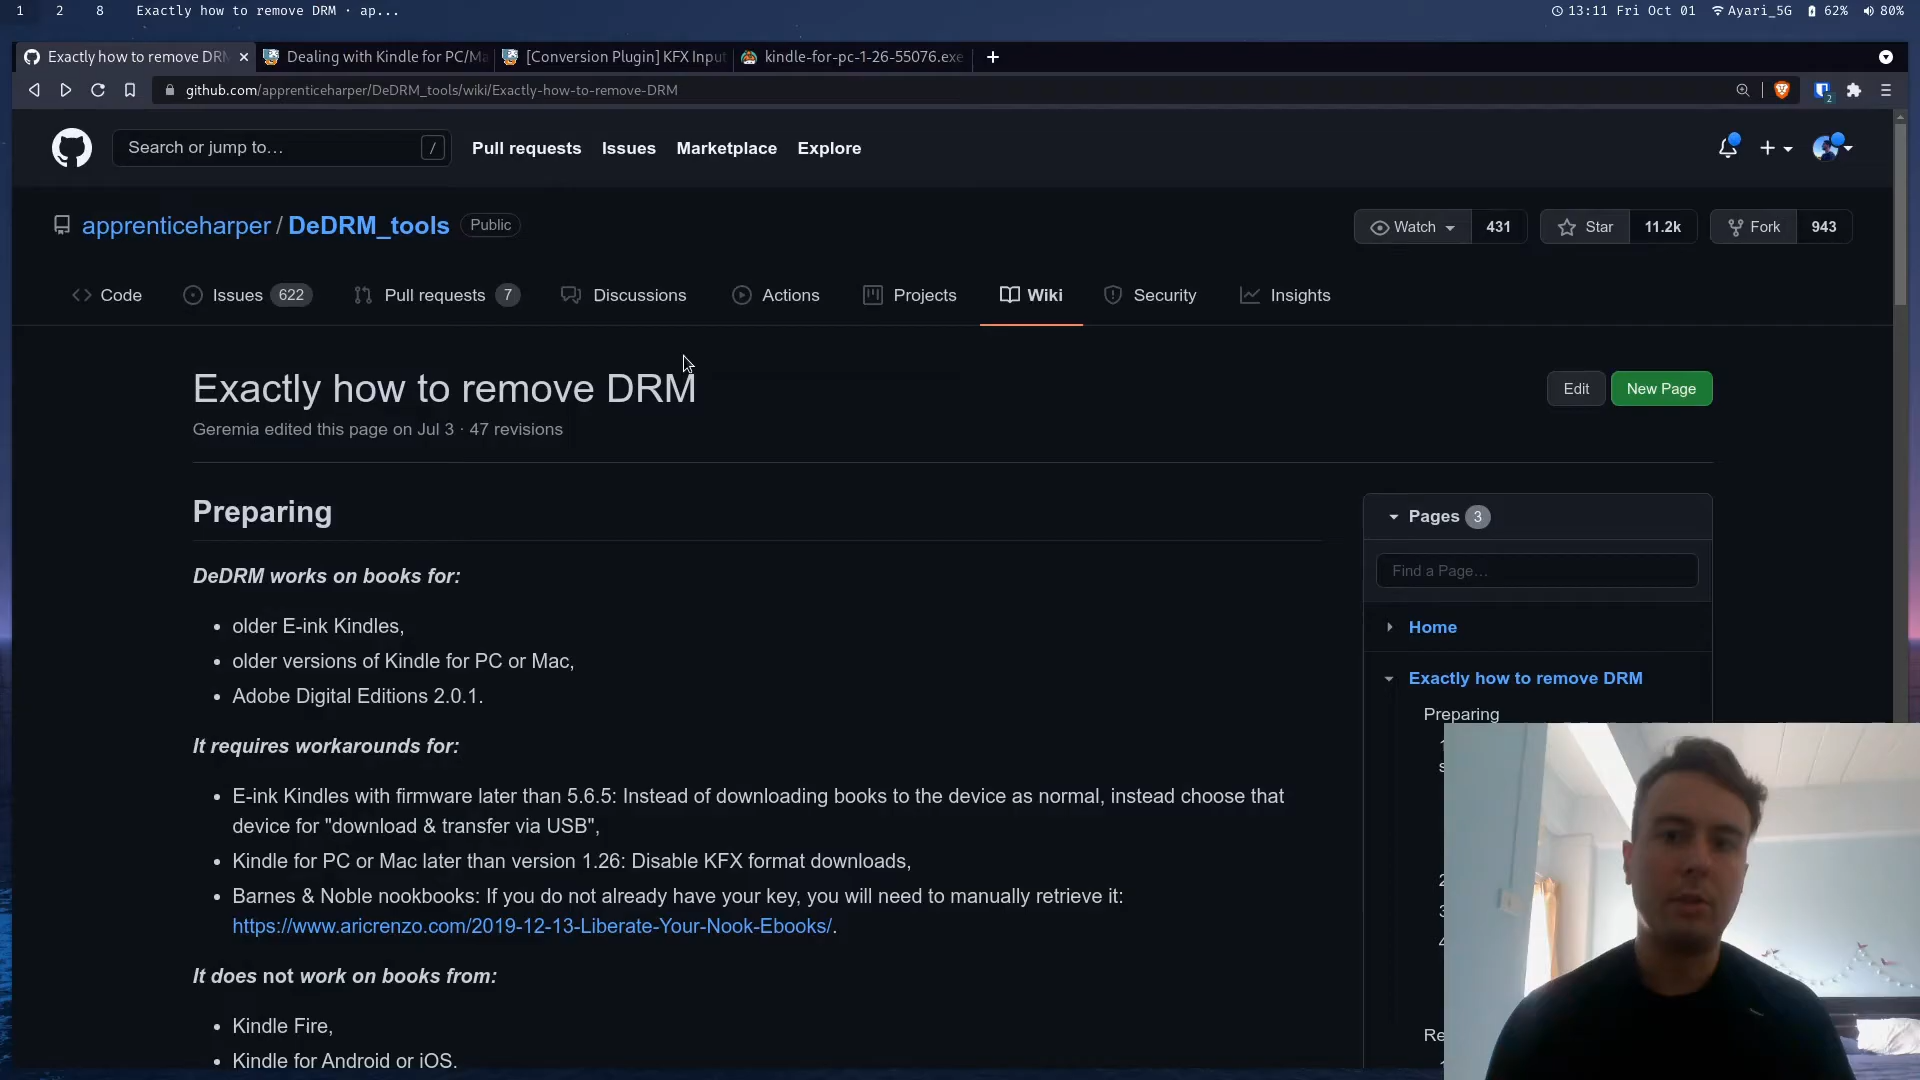 1 2 8 Exactly how to remove DRM · ap... 13:11 Fri Oct 01 Ayari_5G 62% 80%
Exactly how to remove DRM Dealing with Kindle for PC/Ma [Conversion Plugin] KFX Input kindle-for-pc-1-26-55076.exe
github.com/apprenticeharper/DeDRM_tools/wiki/Exactly-how-to-remove-DRM 2
Search or jump to… / Pull requests Issues Marketplace Explore
apprenticeharper / DeDRM_tools Public Watch 431 Star 11.2k Fork 943
Code Issues 622 Pull requests 7 Discussions Actions Projects Wiki Security Insights
Exactly how to remove DRM Edit New Page
Geremia edited this page on Jul 3 · 47 revisions
Preparing
DeDRM works on books for:
• older E-ink Kindles,
• older versions of Kindle for PC or Mac,
• Adobe Digital Editions 2.0.1.
It requires workarounds for:
• E-ink Kindles with firmware later than 5.6.5: Instead of downloading books to the device as normal, instead choose that
device for "download & transfer via USB",
• Kindle for PC or Mac later than version 1.26: Disable KFX format downloads,
• Barnes & Noble nookbooks: If you do not already have your key, you will need to manually retrieve it:
https://www.aricrenzo.com/2019-12-13-Liberate-Your-Nook-Ebooks/.
It does not work on books from:
• Kindle Fire,
• Kindle for Android or iOS.
Pages 3
Find a Page…
Home
Exactly how to remove DRM
Preparing